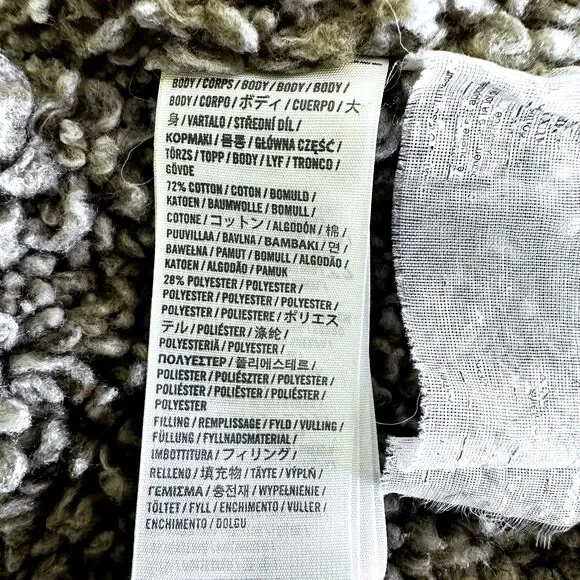 BODY / CORPS / BODY / BODY / BODY /
BODY / CORPO / ボディ / CUERPO / 大
身 / VARTALO / STŘEDNÍ DÍL /
ΚΟΡΜΑΚΙ / 몸통 / GŁÓWNA CZĘŚĆ /
TÖRZS / TOPP / BODY / LYF / TRONCO /
GÖVDE
72% COTTON / COTON / BOMULD /
KATOEN / BAUMWOLLE / BOMULL /
COTONE / コットン / ALGODÓN / 棉 /
PUUVILLAA / BAVLNA / ΒΑΜΒΑΚΙ / 면 /
BAWEŁNA / PAMUT / BOMULL / ALGODÃO /
KATOEN / ALGODÃO / PAMUK
28% POLYESTER / POLYESTER /
POLYESTER / POLYESTER / POLYESTER /
POLYESTER / POLIESTERE / ポリエス
テル / POLIÉSTER / 涤纶 /
POLYESTERIÄ / POLYESTER /
ΠΟΛΥΕΣΤΕΡ / 폴리에스테르 /
POLIESTER / POLIÉSZTER / POLYESTER /
POLIÉSTER / POLIÉSTER / POLIÉSTER /
POLYESTER
FILLING / REMPLISSAGE / FYLD / VULLING /
FÜLLUNG / FYLLNADSMATERIAL /
IMBOTTITURA / フィリング /
RELLENO / 填充物 / TÄYTE / VÝPLŇ /
ΓΕΜΙΣΜΑ / 충전재 / WYPEŁNIENIE /
TÖLTET / FYLL / ENCHIMENTO / VULLER /
ENCHIMENTO / DOLGU